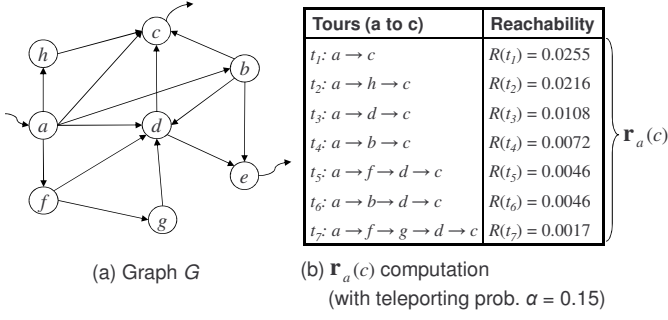 h
c
b
a
d
e
f
g
(a) Graph G
Tours (a to c) Reachability
t1: a → c R(t1) = 0.0255
t2: a → h → c R(t2) = 0.0216
t3: a → d → c R(t3) = 0.0108
t4: a → b → c R(t4) = 0.0072
t5: a → f → d → c R(t5) = 0.0046
t6: a → b → d → c R(t6) = 0.0046
t7: a → f → g → d → c R(t7) = 0.0017
ra(c)
(b) ra(c) computation
(with teleporting prob. α = 0.15)